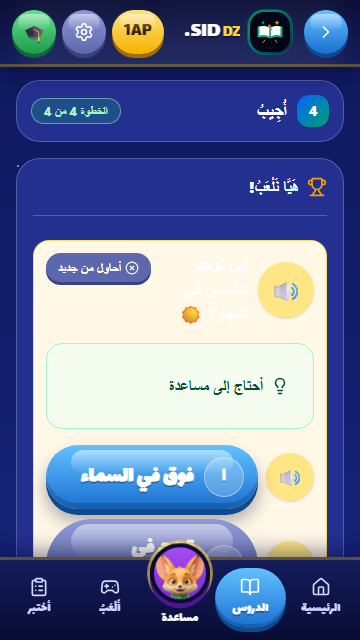 1AP
.SID DZ
4
أُجِيبُ
الخطوة 4 من 4
هَيَّا نَلْعَبُ!
أين توجد
الشمس في
النهار؟
أحاول من جديد
أحتاج إلى مساعدة
أ
فوق في السماء
الرئيسية
الدروس
مساعدة
ألعَبُ
أختبر